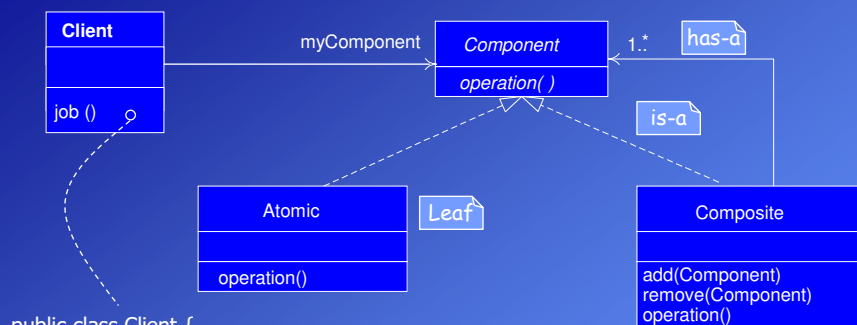 Client
job ()
myComponent
Component
operation( )
1..*
has-a
is-a
Atomic
operation()
Leaf
Composite
add(Component)
remove(Component)
operation()
public class Client {